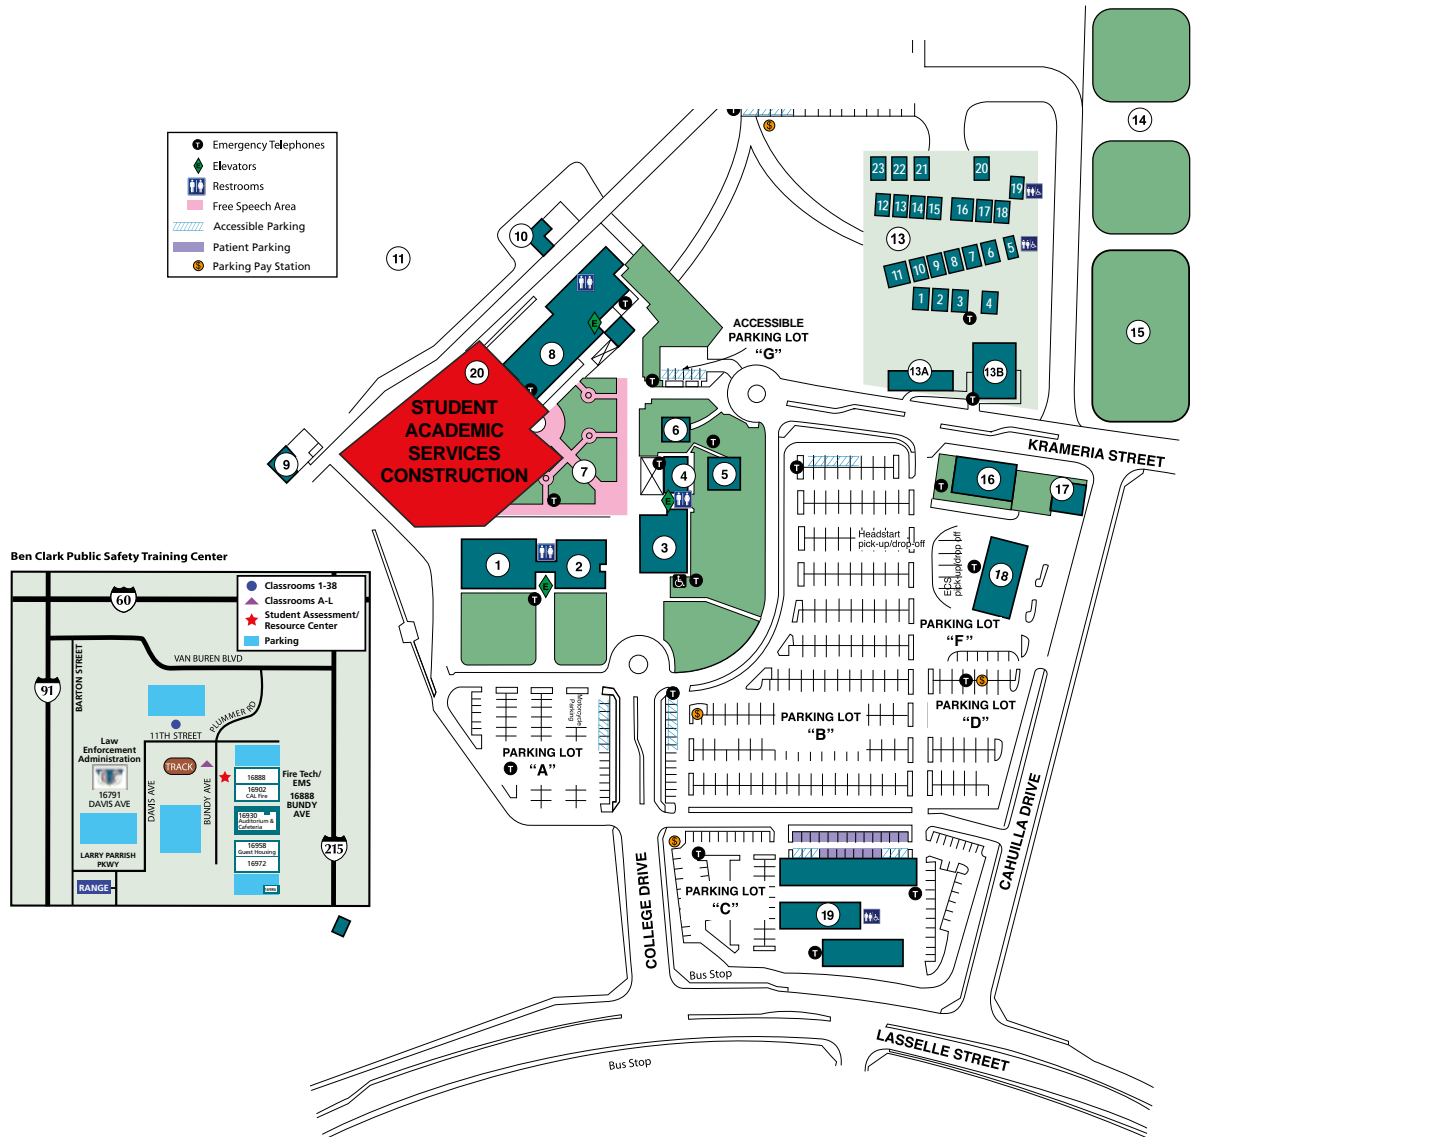 14
T
$
T Emergency Telephones
E Elevators
Restrooms
Free Speech Area
Accessible Parking
Patient Parking
$ Parking Pay Station
23 22 21 20
19
12 13 14 15 16 17 18
13
11 10 9 8 7 6 5
1 2 3 4
T
10
11
15
T
E
8
ACCESSIBLE
PARKING LOT
“G”
T
20
T
13A
13B
T
STUDENT
ACADEMIC
SERVICES
CONSTRUCTION
6
T
KRAMERIA STREET
9
7
T
4
5
E
T
T
16
17
T
3
T
Headstart
pick-up/drop-off
ECS
pick-up/drop off
T
18
1
2
E
T
PARKING LOT
“F”
T $
PARKING LOT
“D”
T
$
PARKING LOT
“B”
Motorcycle
Parking
PARKING LOT
“A”
T
Ben Clark Public Safety Training Center
60
Classrooms 1-38
Classrooms A-L
Student Assessment/
Resource Center
Parking
VAN BUREN BLVD
91
BARTON STREET
PLUMMER RD
11TH STREET
Law
Enforcement
Administration
16791
DAVIS AVE
TRACK
DAVIS AVE
BUNDY AVE
16888
16902
CAL Fire
Fire Tech/
EMS
16888
BUNDY
AVE
16930
Auditorium &
Cafeteria
16958
Guest Housing
16972
215
LARRY PARRISH
PKWY
RANGE
COLLEGE DRIVE
CAHUILLA DRIVE
$
T
PARKING LOT
“C”
T
19
T
Bus Stop
LASSELLE STREET
Bus Stop